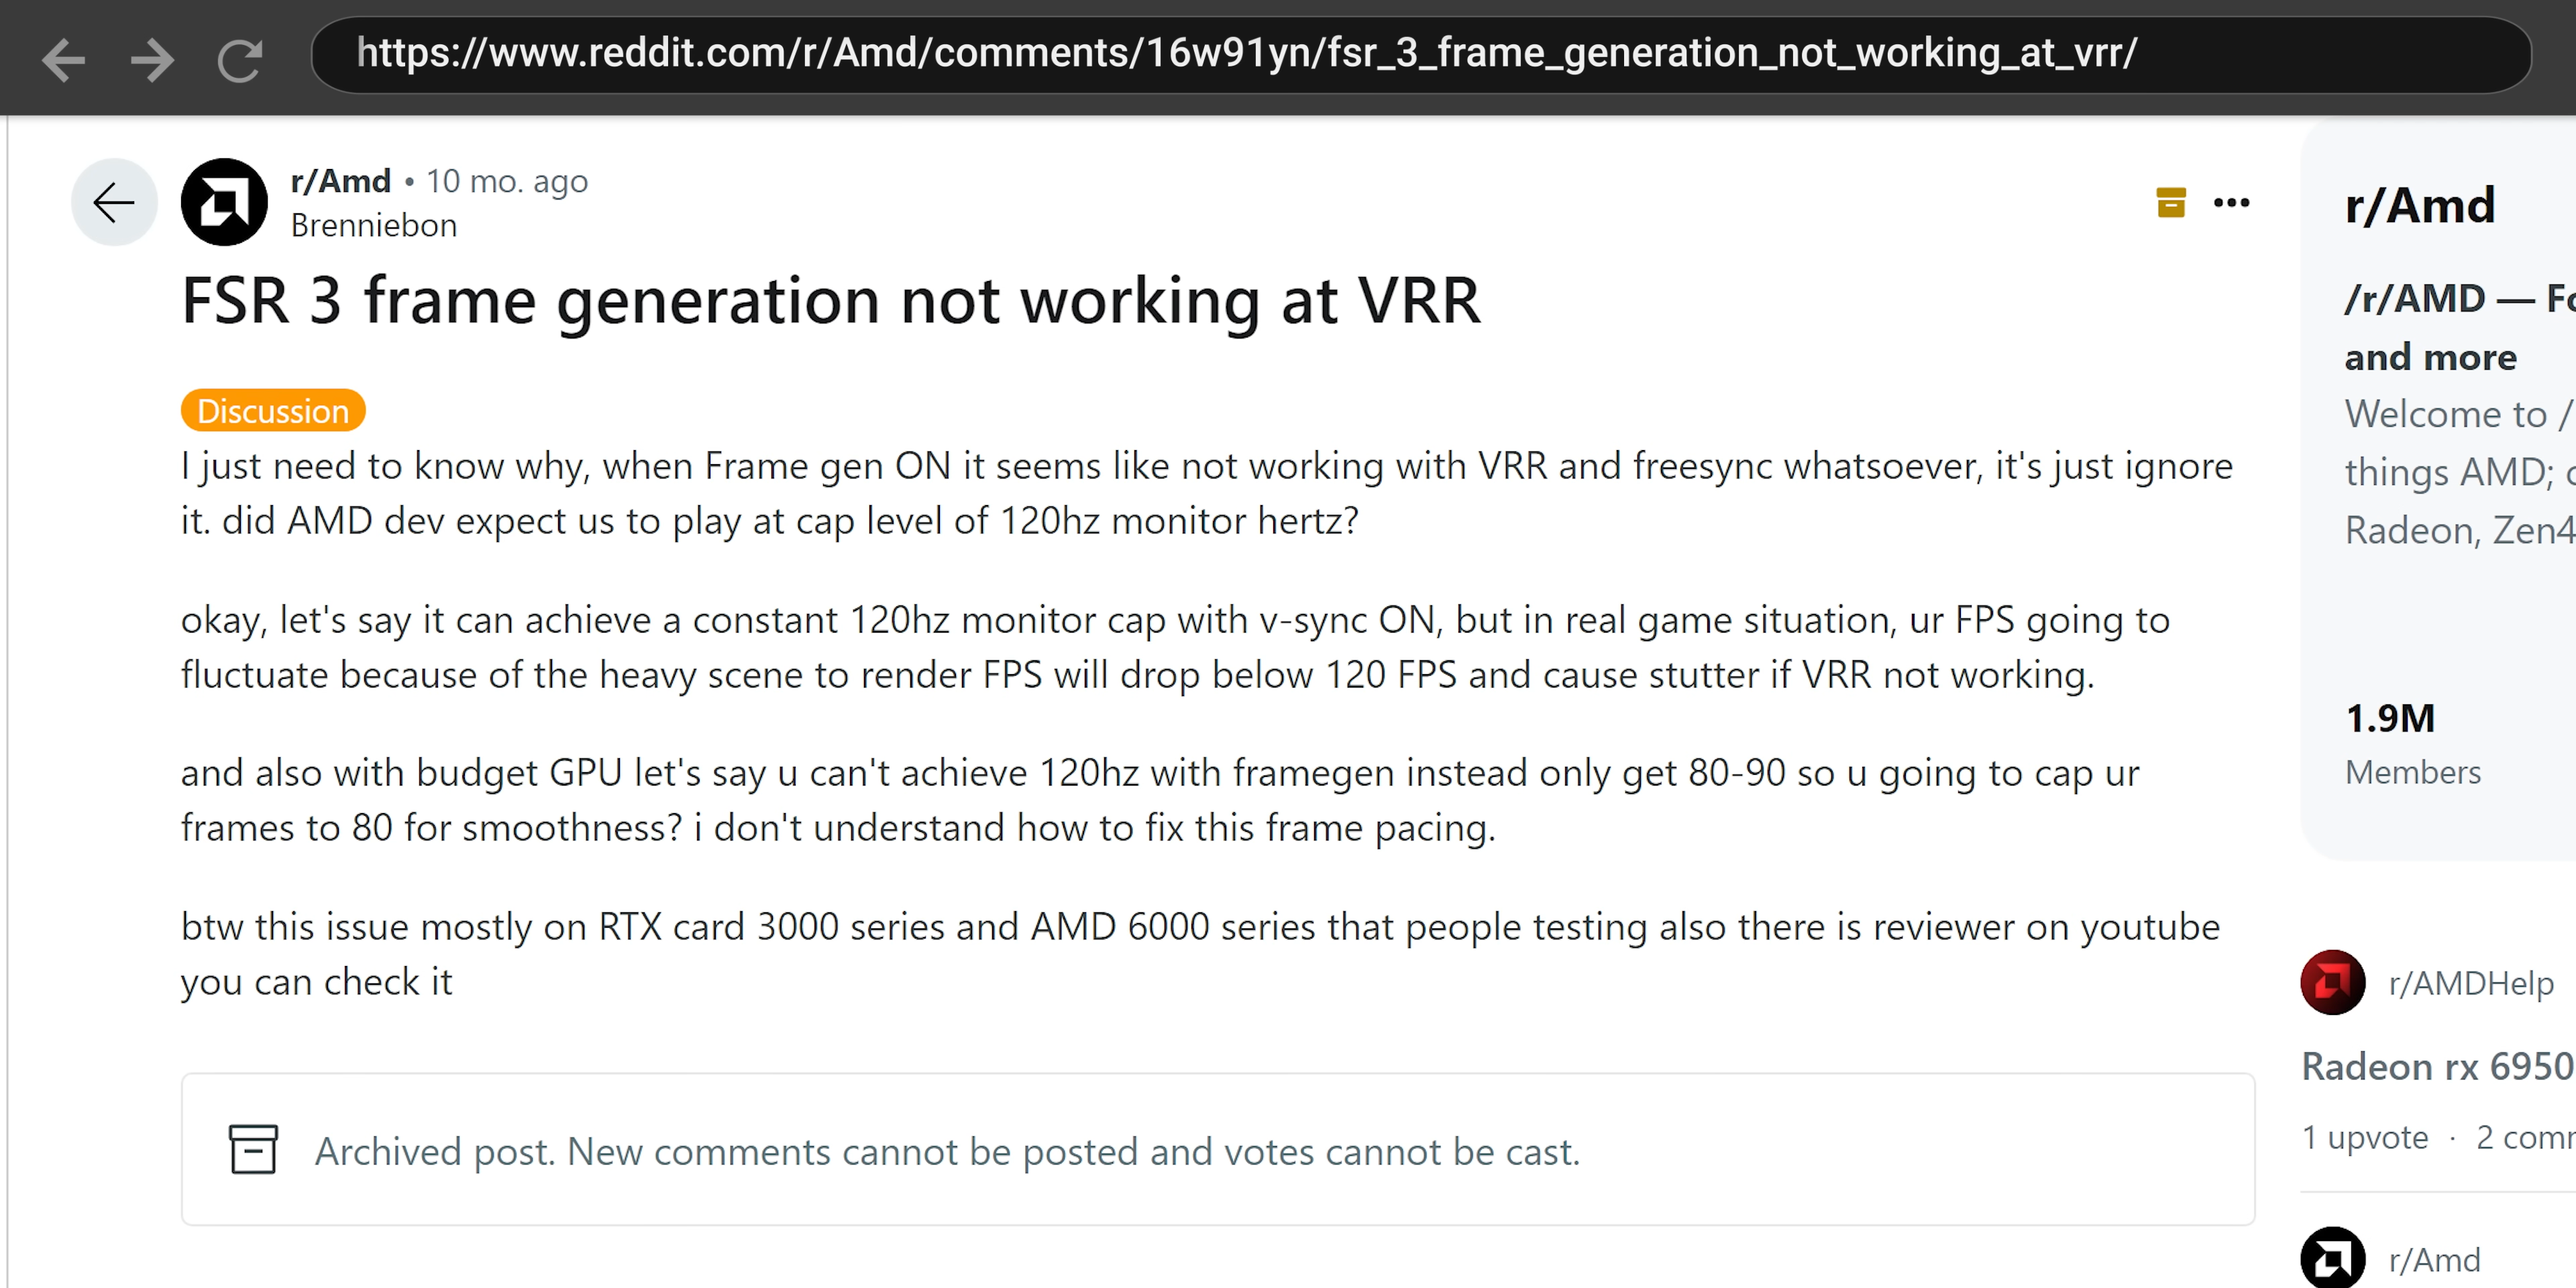 https://www.reddit.com/r/Amd/comments/16w91yn/fsr_3_frame_generation_not_working_at_vrr/
r/Amd • 10 mo. ago
Brenniebon
FSR 3 frame generation not working at VRR
Discussion
I just need to know why, when Frame gen ON it seems like not working with VRR and freesync whatsoever, it's just ignore
it. did AMD dev expect us to play at cap level of 120hz monitor hertz?
okay, let's say it can achieve a constant 120hz monitor cap with v-sync ON, but in real game situation, ur FPS going to
fluctuate because of the heavy scene to render FPS will drop below 120 FPS and cause stutter if VRR not working.
and also with budget GPU let's say u can't achieve 120hz with framegen instead only get 80-90 so u going to cap ur
frames to 80 for smoothness? i don't understand how to fix this frame pacing.
btw this issue mostly on RTX card 3000 series and AMD 6000 series that people testing also there is reviewer on youtube
you can check it
Archived post. New comments cannot be posted and votes cannot be cast.
r/Amd
/r/AMD —
and more
Welcome to /
things AMD;
Radeon, Zen4
1.9M
Members
r/AMDHelp
Radeon rx 6950
1 upvote · 2
r/Amd